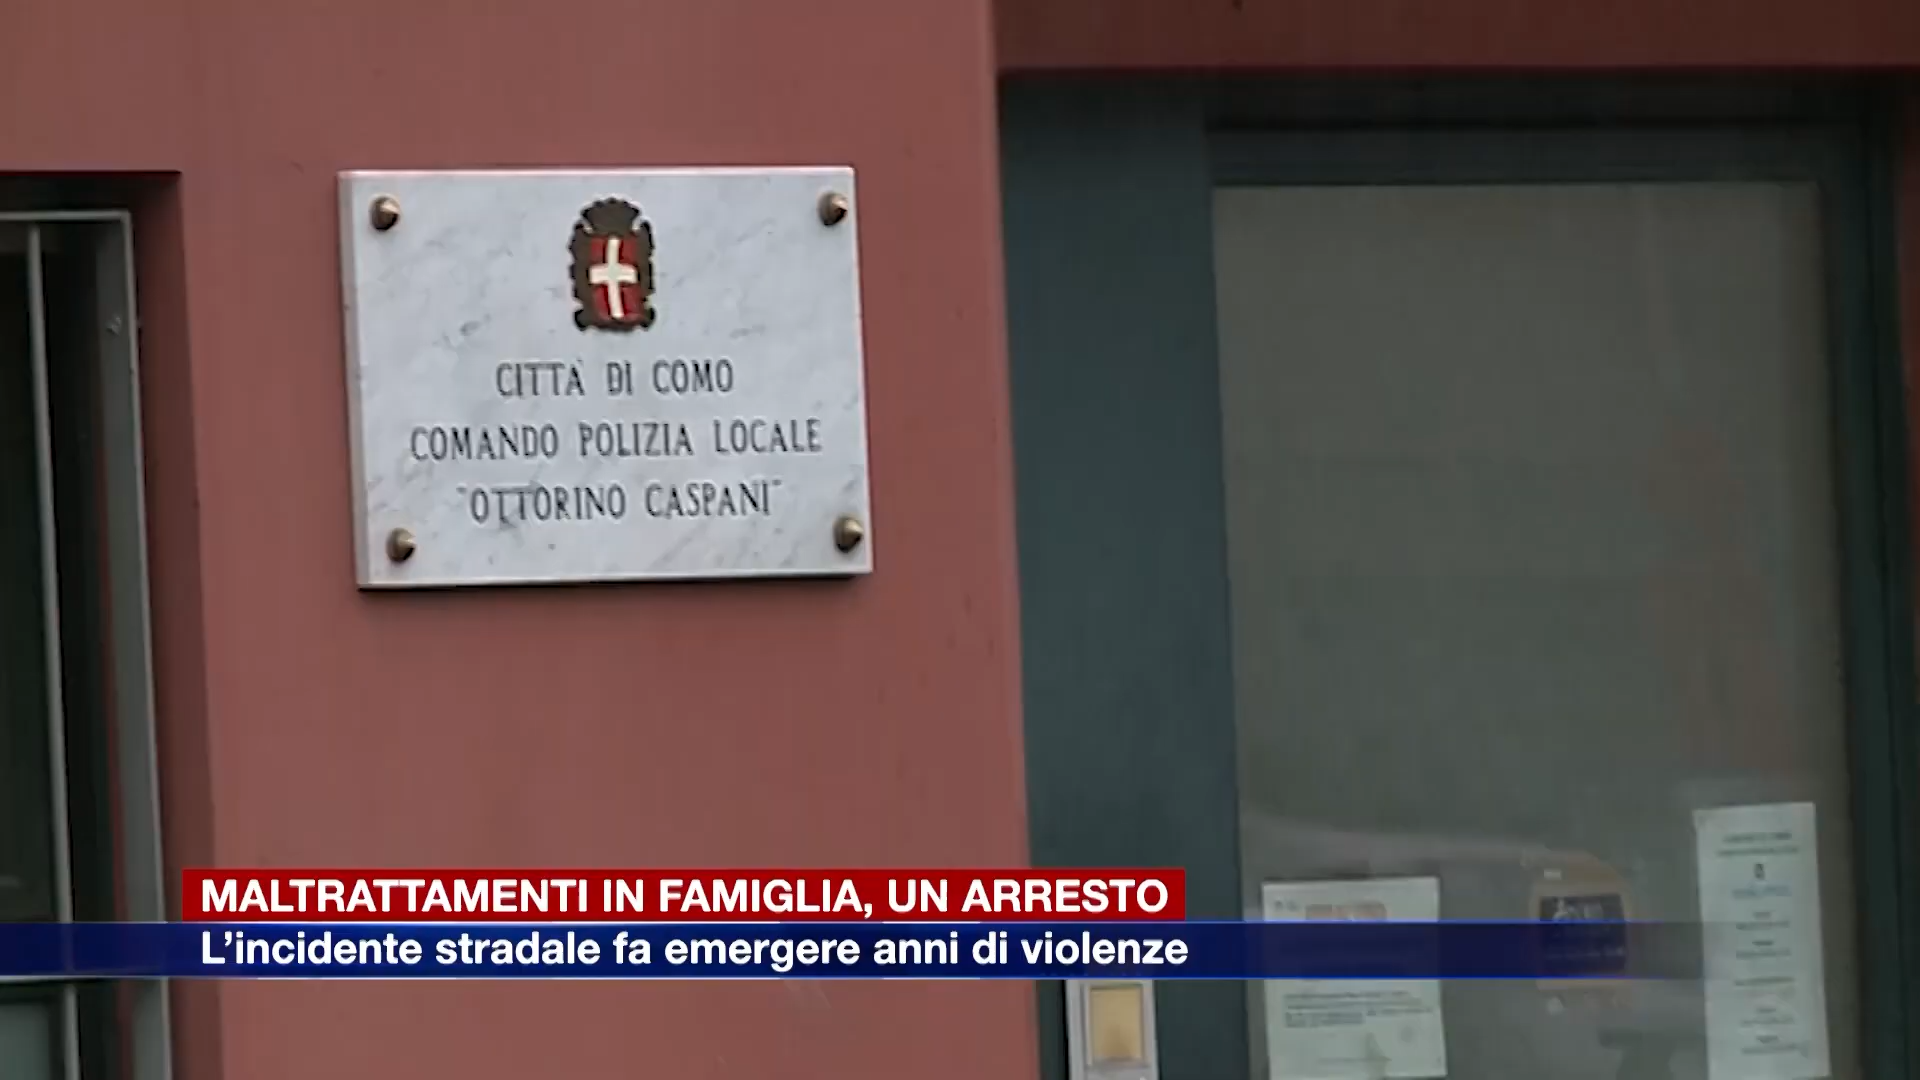 CITTÀ DI COMO
COMANDO POLIZIA LOCALE
"OTTORINO CASPANI"
MALTRATTAMENTI IN FAMIGLIA, UN ARRESTO
L'incidente stradale fa emergere anni di violenze